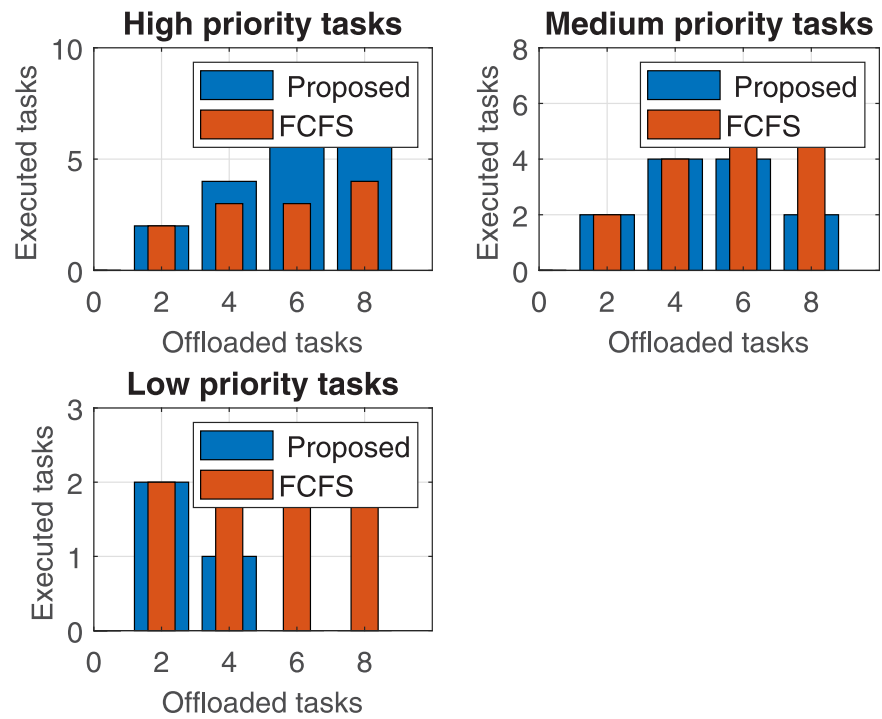 High priority tasks
10
5
0
Executed tasks
Proposed
FCFS
0 2 4 6 8
Offloaded tasks
Medium priority tasks
8
6
4
2
0
Executed tasks
Proposed
FCFS
0 2 4 6 8
Offloaded tasks
Low priority tasks
3
2
1
0
Executed tasks
Proposed
FCFS
0 2 4 6 8
Offloaded tasks